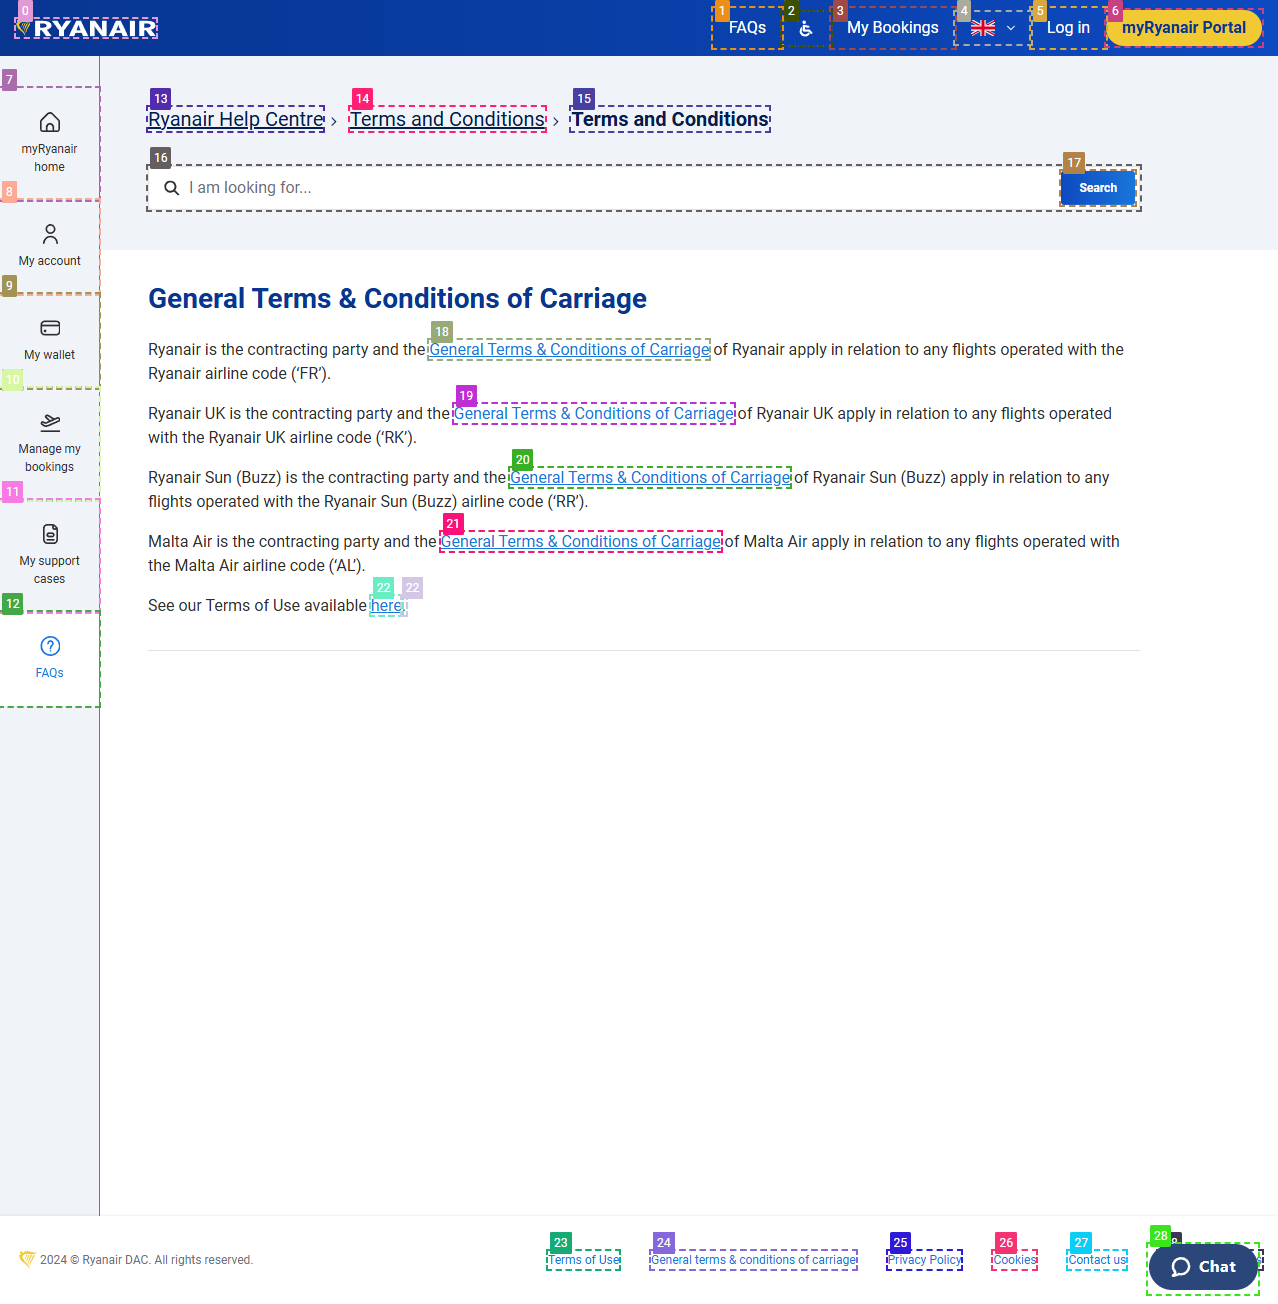 0
RYANAIR
1
FAQs
2
3
My Bookings
4
5
Log in
6
myRyanair Portal
7
myRyanair
home
8
My account
9
My wallet
10
Manage my
bookings
11
My support
cases
12
FAQs
13
Ryanair Help Centre
14
Terms and Conditions
15
Terms and Conditions
16
I am looking for...
17
Search
General Terms & Conditions of Carriage
18
Ryanair is the contracting party and the General Terms & Conditions of Carriage of Ryanair apply in relation to any flights operated with the
Ryanair airline code (‘FR’).
19
Ryanair UK is the contracting party and the General Terms & Conditions of Carriage of Ryanair UK apply in relation to any flights operated
with the Ryanair UK airline code (‘RK’).
20
Ryanair Sun (Buzz) is the contracting party and the General Terms & Conditions of Carriage of Ryanair Sun (Buzz) apply in relation to any
flights operated with the Ryanair Sun (Buzz) airline code (‘RR’).
21
Malta Air is the contracting party and the General Terms & Conditions of Carriage of Malta Air apply in relation to any flights operated with
the Malta Air airline code (‘AL’).
22 22
See our Terms of Use available here.
2024 © Ryanair DAC. All rights reserved.
23
Terms of Use
24
General terms & conditions of carriage
25
Privacy Policy
26
Cookies
27
Contact us
28
Chat